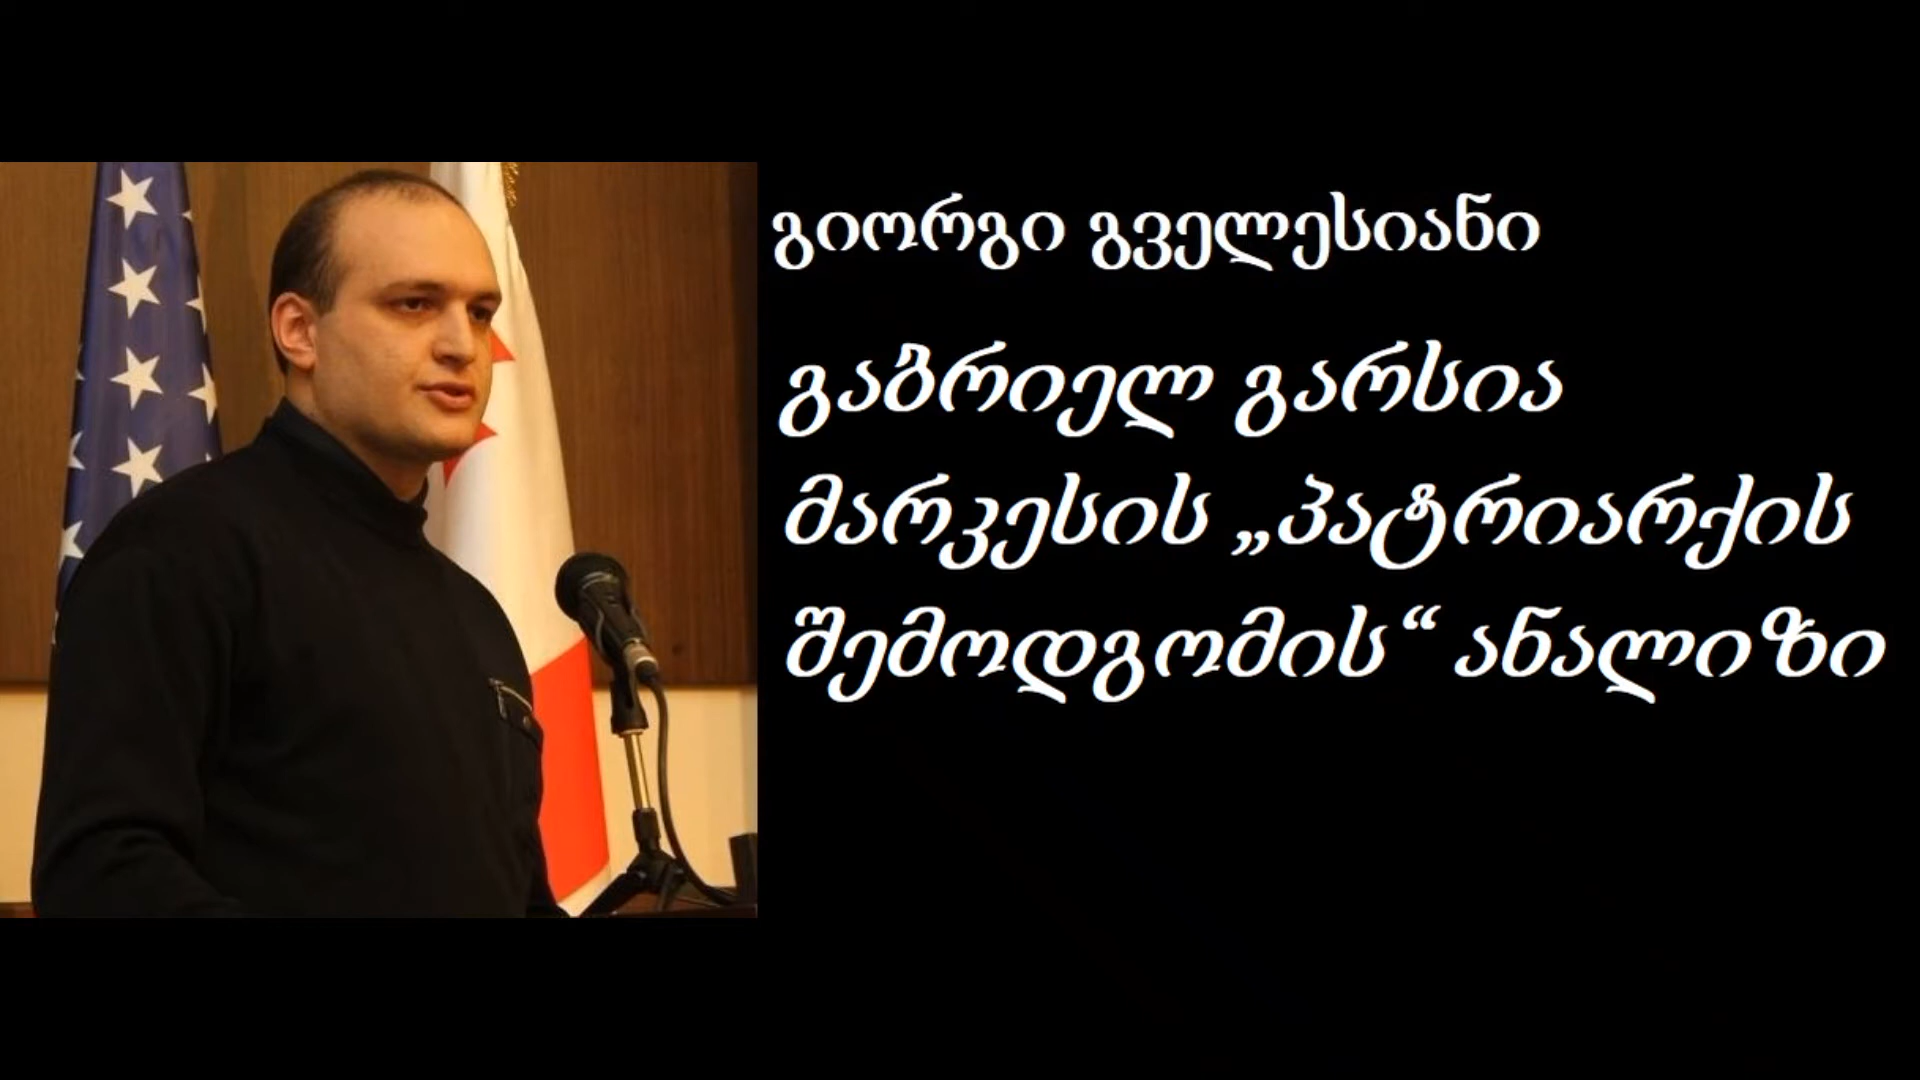 გიორგი გველესიანი
გაბრიელ გარსია
მარკესის „პატრიარქის
შემოდგომის“ ანალიზი